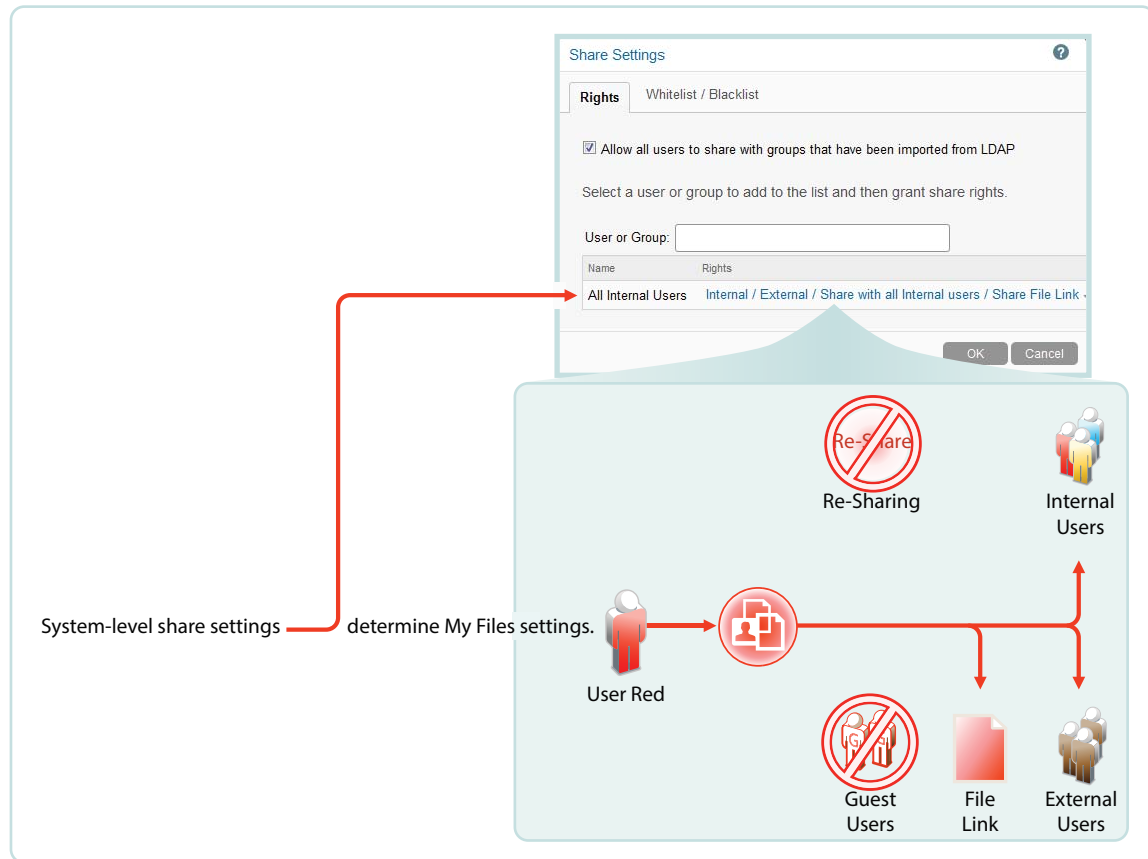 Share Settings
?
Rights Whitelist / Blacklist
Allow all users to share with groups that have been imported from LDAP
Select a user or group to add to the list and then grant share rights.
User or Group:
Name Rights
All Internal Users Internal / External / Share with all Internal users / Share File Link
OK Cancel
Re-Share
Re-Sharing
Internal
Users
System-level share settings determine My Files settings.
User Red
G G
Guest
Users
File
Link
External
Users